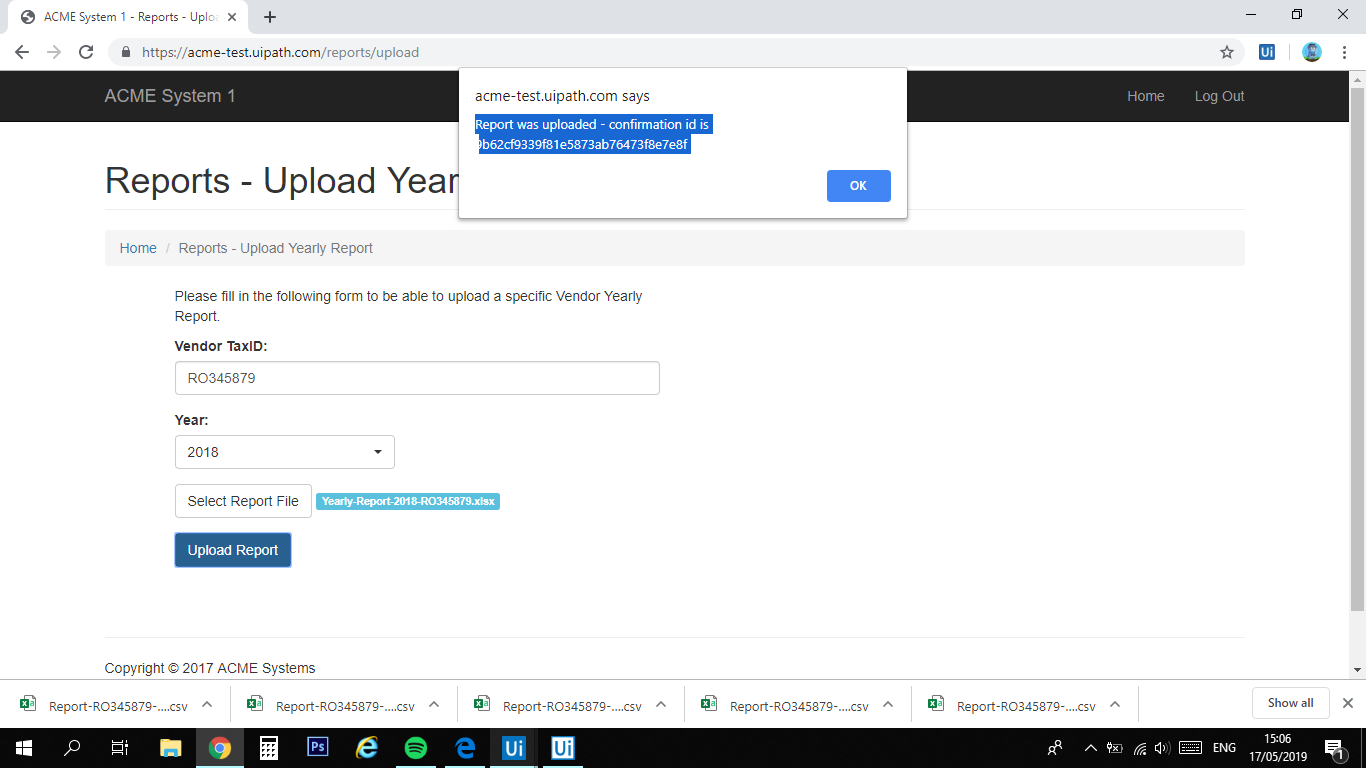 ACME System 1 - Reports - Uplo
https://acme-test.uipath.com/reports/upload
Ui
acme-test.uipath.com says
Report was uploaded - confirmation id is
9b62cf9339f81e5873ab76473f8e7e8f
OK
ACME System 1
Home
Log Out
Reports - Upload Year
Home / Reports - Upload Yearly Report
Please fill in the following form to be able to upload a specific Vendor Yearly
Report.
Vendor TaxID:
RO345879
Year:
2018
Select Report File
Yearly-Report-2018-RO345879.xlsx
Upload Report
Copyright © 2017 ACME Systems
Report-RO345879-....csv
Report-RO345879-....csv
Report-RO345879-....csv
Report-RO345879-....csv
Report-RO345879-....csv
Show all
Ps
Ui
Ui
ENG
15:06
17/05/2019
1